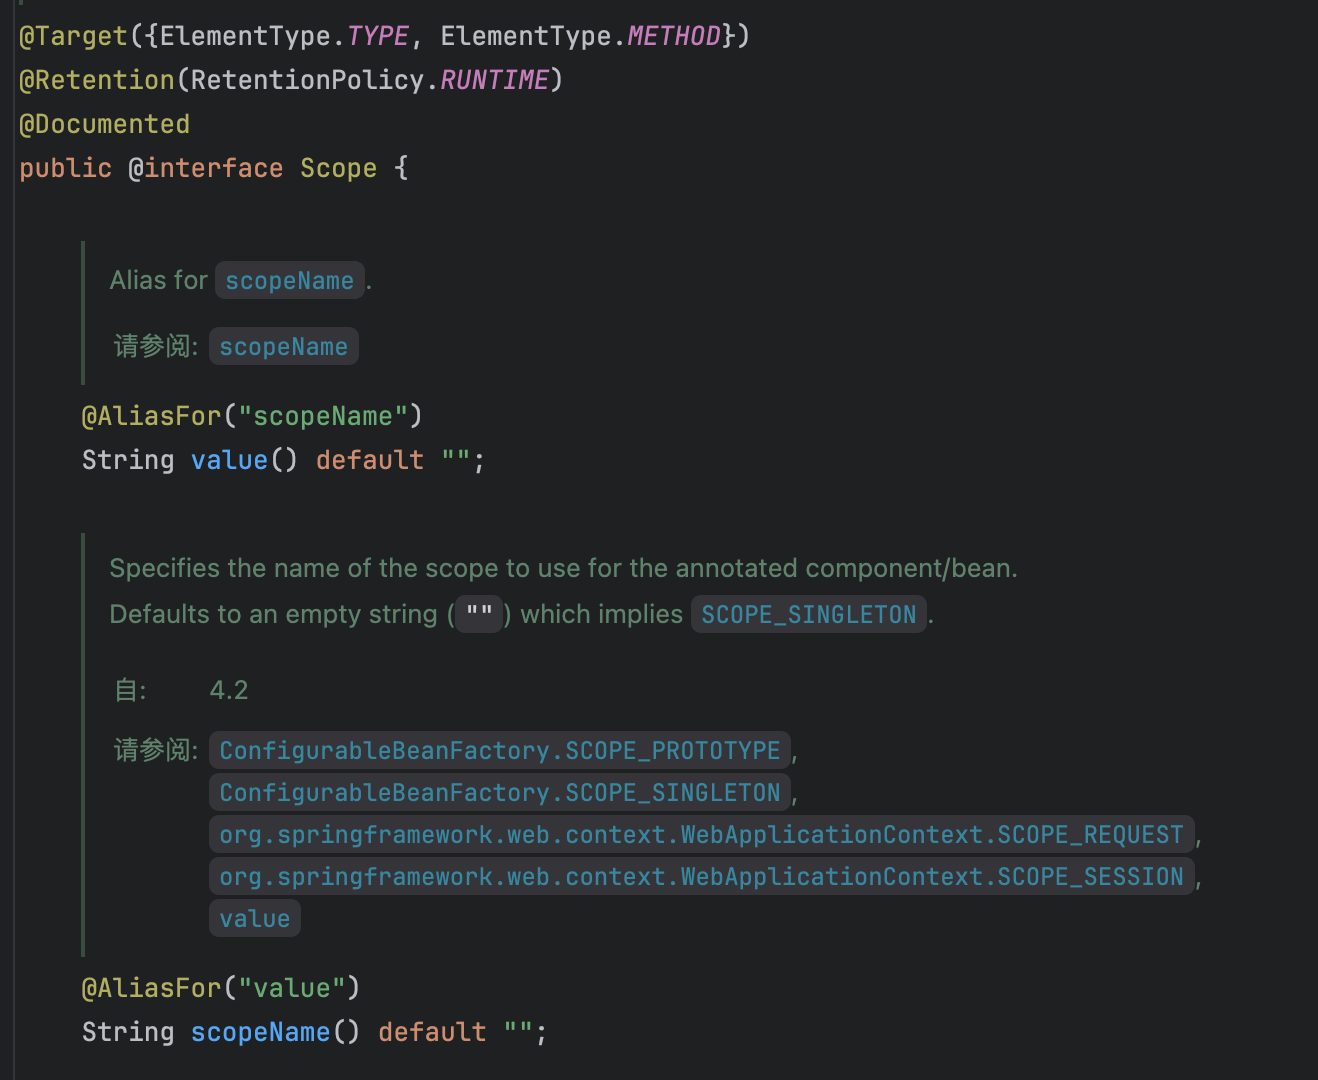 @Target({ElementType.TYPE, ElementType.METHOD})
@Retention(RetentionPolicy.RUNTIME)
@Documented
public @interface Scope {
Alias for scopeName.
请参阅: scopeName
@AliasFor("scopeName")
String value() default "";
Specifies the name of the scope to use for the annotated component/bean.
Defaults to an empty string ("") which implies SCOPE_SINGLETON.
自: 4.2
请参阅: ConfigurableBeanFactory.SCOPE_PROTOTYPE,
ConfigurableBeanFactory.SCOPE_SINGLETON,
org.springframework.web.context.WebApplicationContext.SCOPE_REQUEST,
org.springframework.web.context.WebApplicationContext.SCOPE_SESSION,
value
@AliasFor("value")
String scopeName() default "";